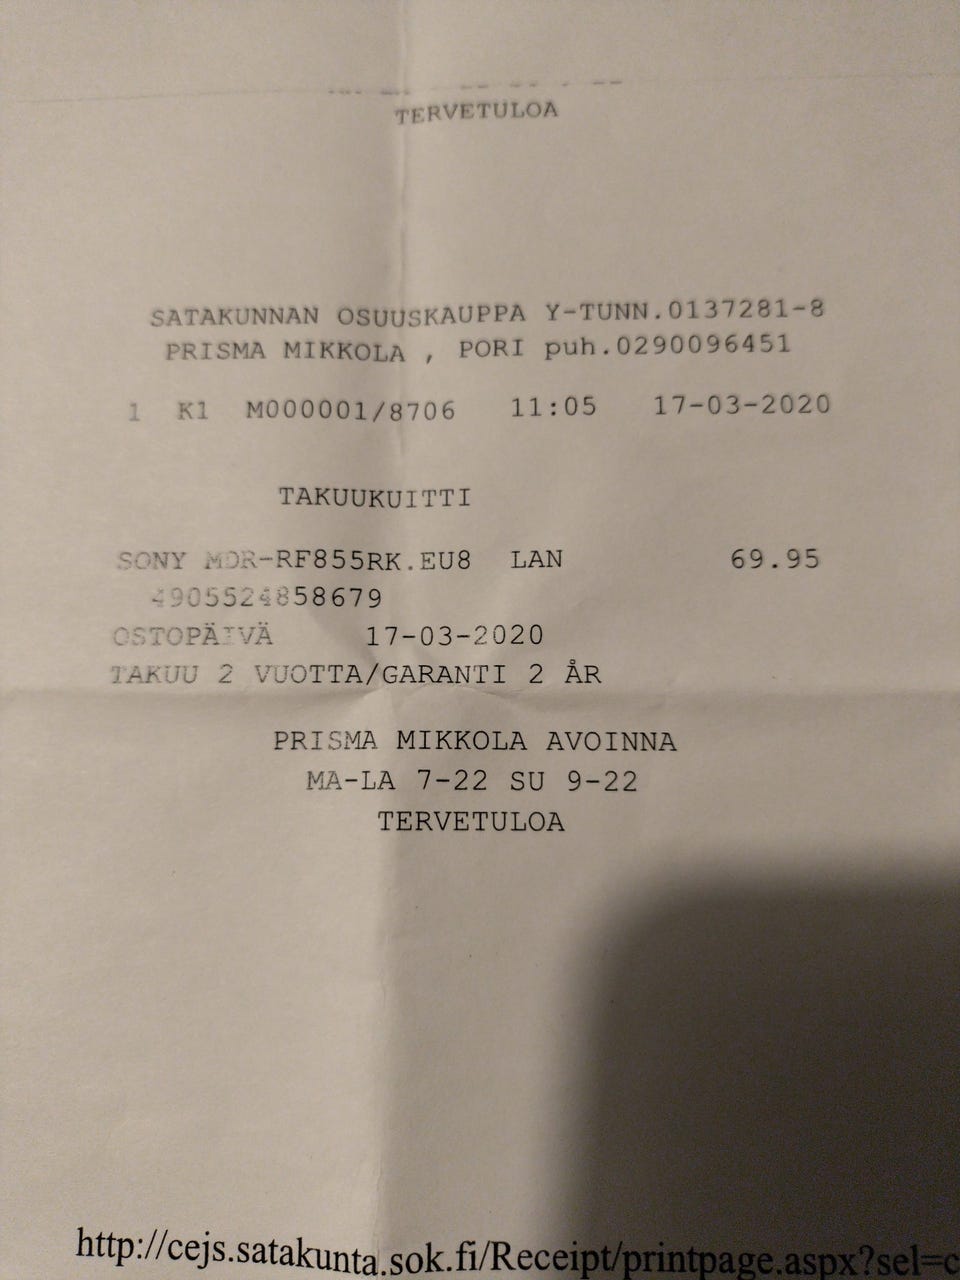 TERVETULOA
SATAKUNNAN OSUUSKAUPPA Y-TUNN.0137281-8
PRISMA MIKKOLA , PORI puh.0290096451
1 K1 M000001/8706 11:05 17-03-2020
TAKUUKUITTI
SONY MDR-RF855RK.EU8 LAN 69.95
4905524858679
OSTOPÄIVÄ 17-03-2020
TAKUU 2 VUOTTA/GARANTI 2 ÅR
PRISMA MIKKOLA AVOINNA
MA-LA 7-22 SU 9-22
TERVETULOA
http://cejs.satakunta.sok.fi/Receipt/printpage.aspx?sel=c